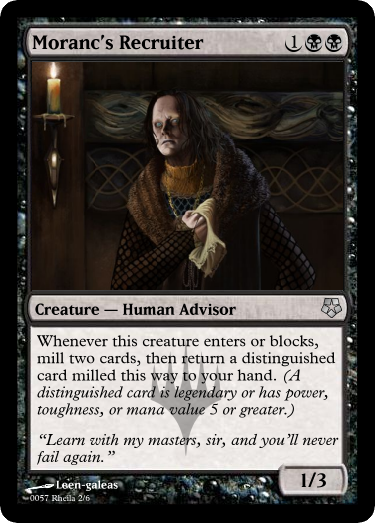 Moranc's Recruiter 1
Creature — Human Advisor
Whenever this creature enters or blocks,
mill two cards, then return a distinguished
card milled this way to your hand. (A
distinguished card is legendary or has power,
toughness, or mana value 5 or greater.)
“Learn with my masters, sir, and you'll never
fail again.”
1/3
Leen-galeas
0057 Rheila 2/6